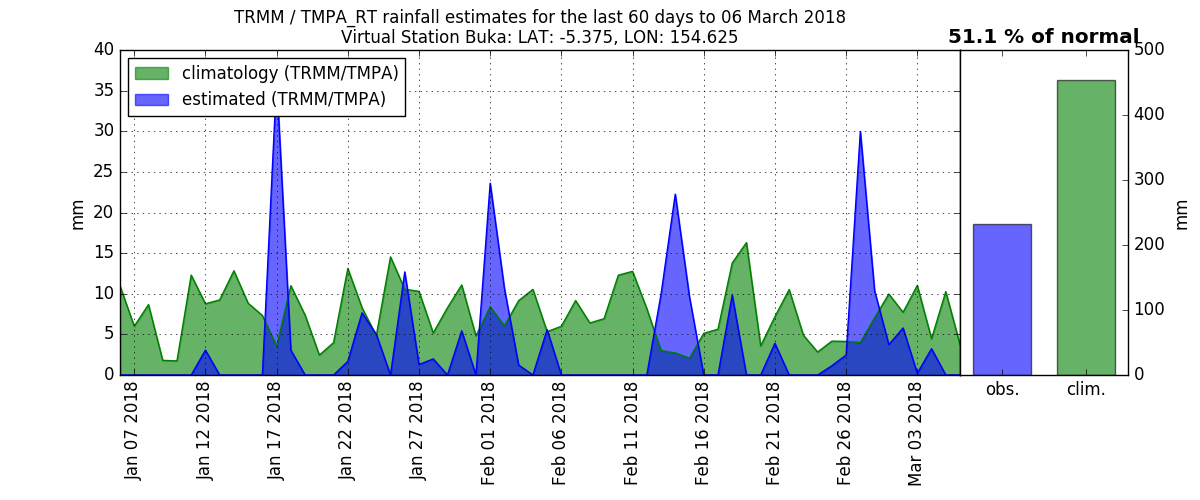 TRMM / TMPA_RT rainfall estimates for the last 60 days to 06 March 2018
Virtual Station Buka: LAT: -5.375, LON: 154.625
51.1 % of normal
climatology (TRMM/TMPA)
estimated (TRMM/TMPA)
40
35
30
25
20
15
10
5
0
mm
Jan 07 2018
Jan 12 2018
Jan 17 2018
Jan 22 2018
Jan 27 2018
Feb 01 2018
Feb 06 2018
Feb 11 2018
Feb 16 2018
Feb 21 2018
Feb 26 2018
Mar 03 2018
500
400
300
200
100
0
mm
obs.
clim.